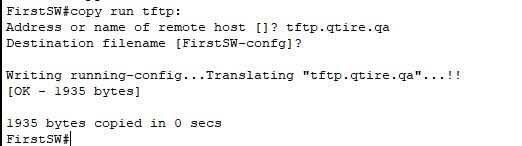 FirstSW#copy run tftp:
Address or name of remote host []? tftp.qtire.qa
Destination filename [FirstSW-confg]?
Writing running-config...Translating "tftp.qtire.qa"...!!
[OK - 1935 bytes]
1935 bytes copied in 0 secs
FirstSW#